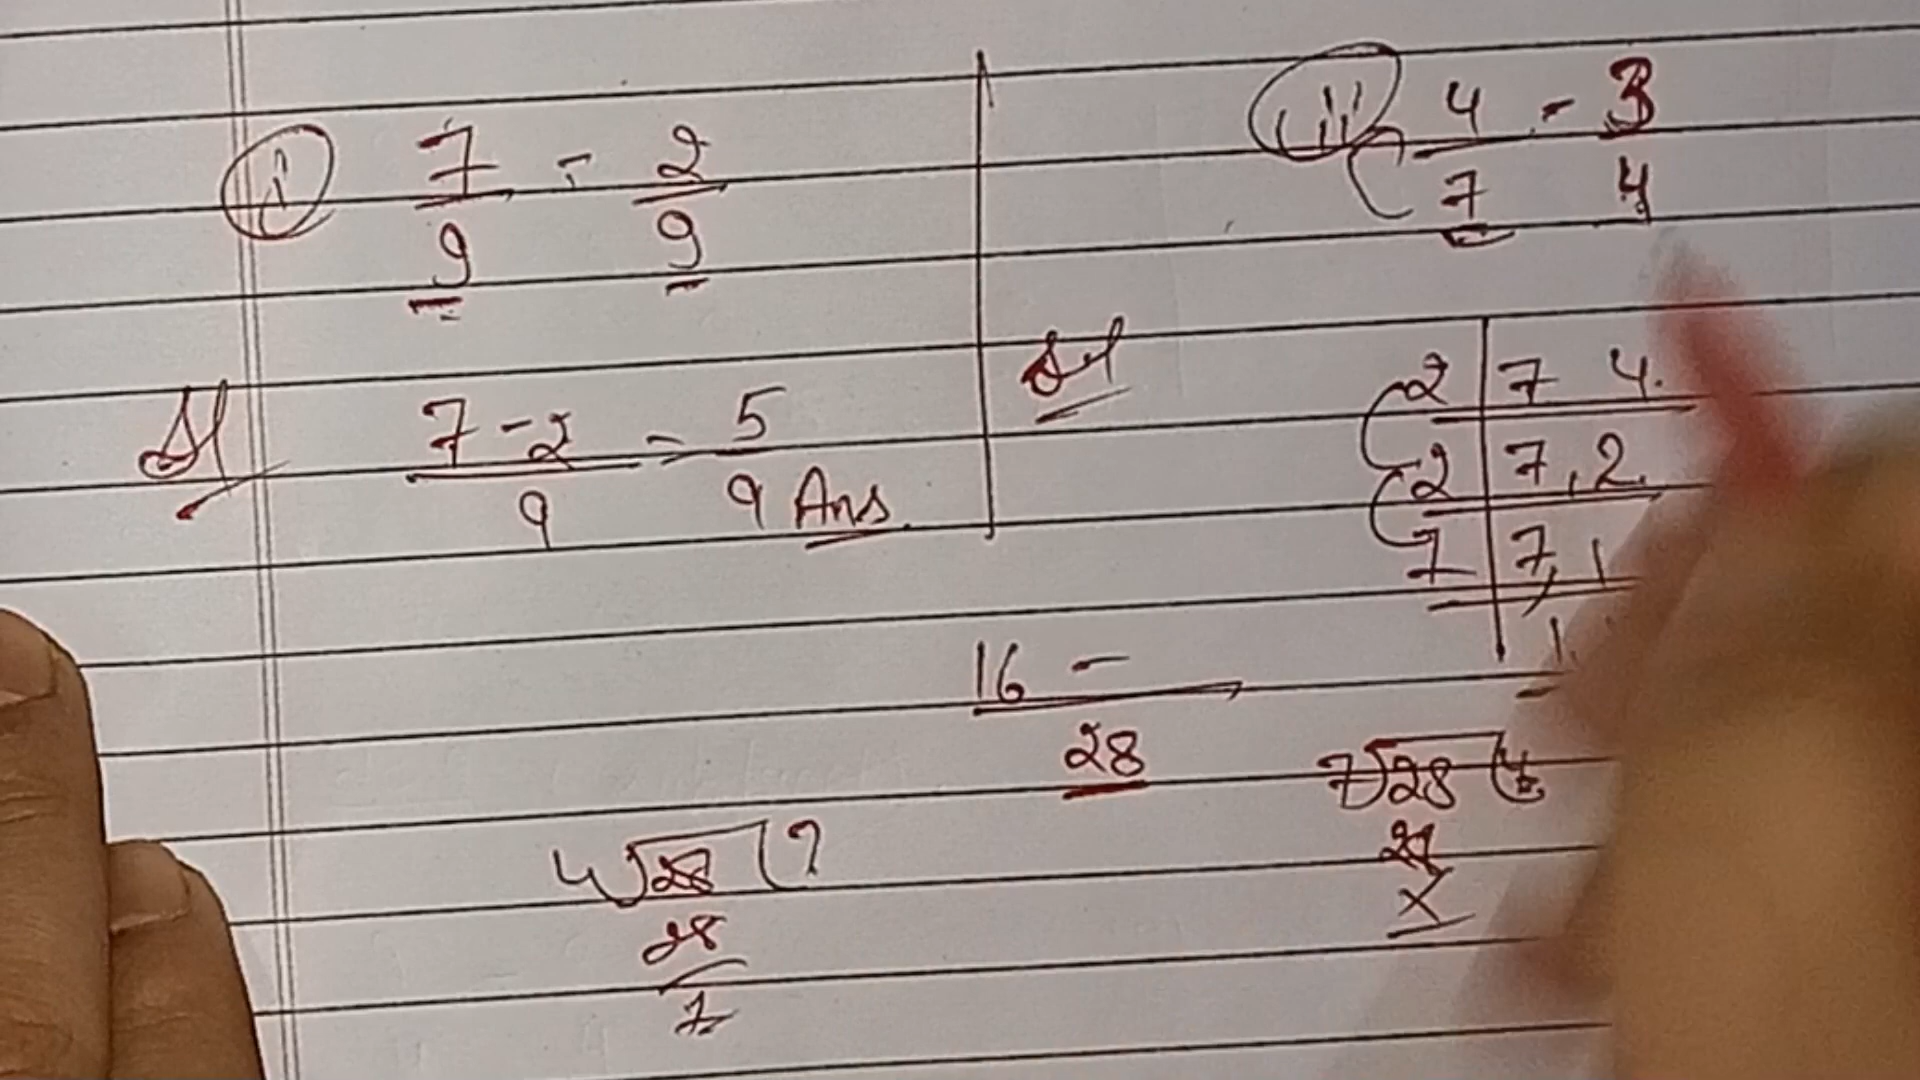 (i) 7/9 - 2/9
Sol 7-2/9 = 5/9 Ans.
(iii) 4/7 - 3/4
Sol
2 | 7 4
2 | 7, 2
7 | 7, 1
1,
16 - /28
7)28(4
28
×
4)28(7
28
×